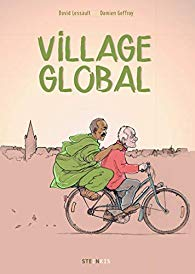 David Lessault Damien Geffroy
VILLAGE
GLOBAL
STEINKIS